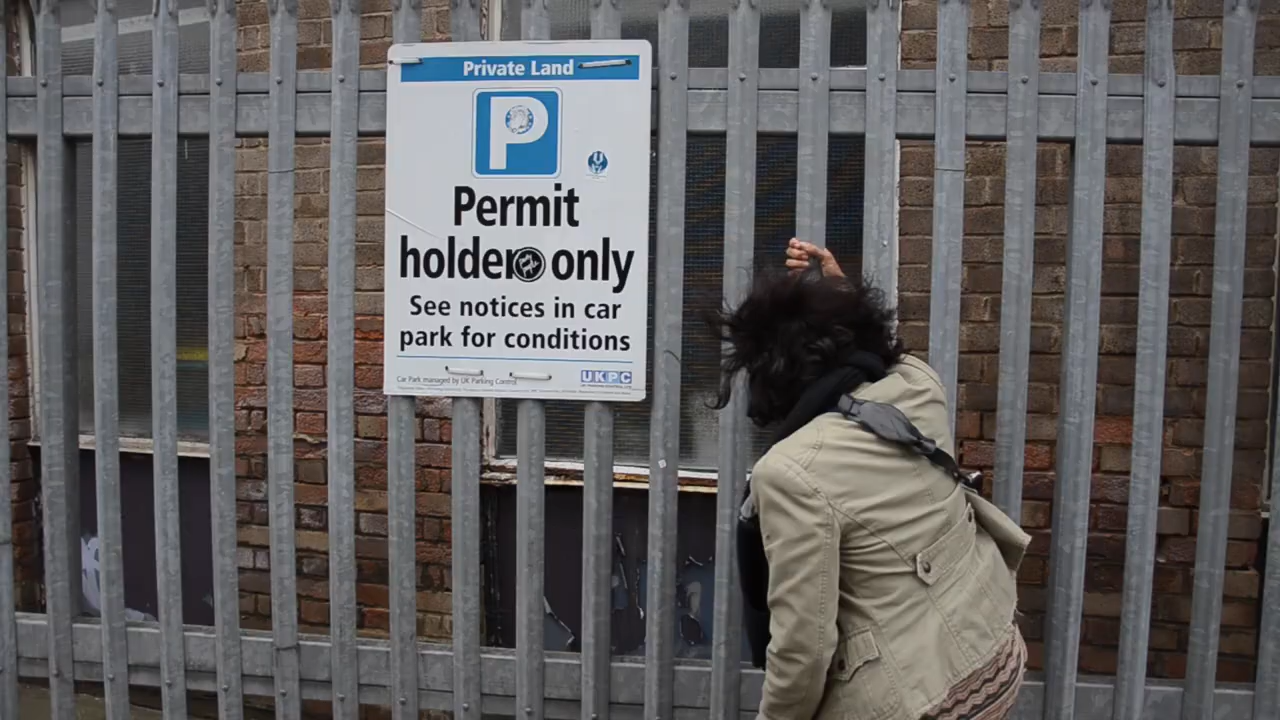 Private Land
P
Permit
holder only
See notices in car
park for conditions
Car Park managed by UK Parking Control
UKPC